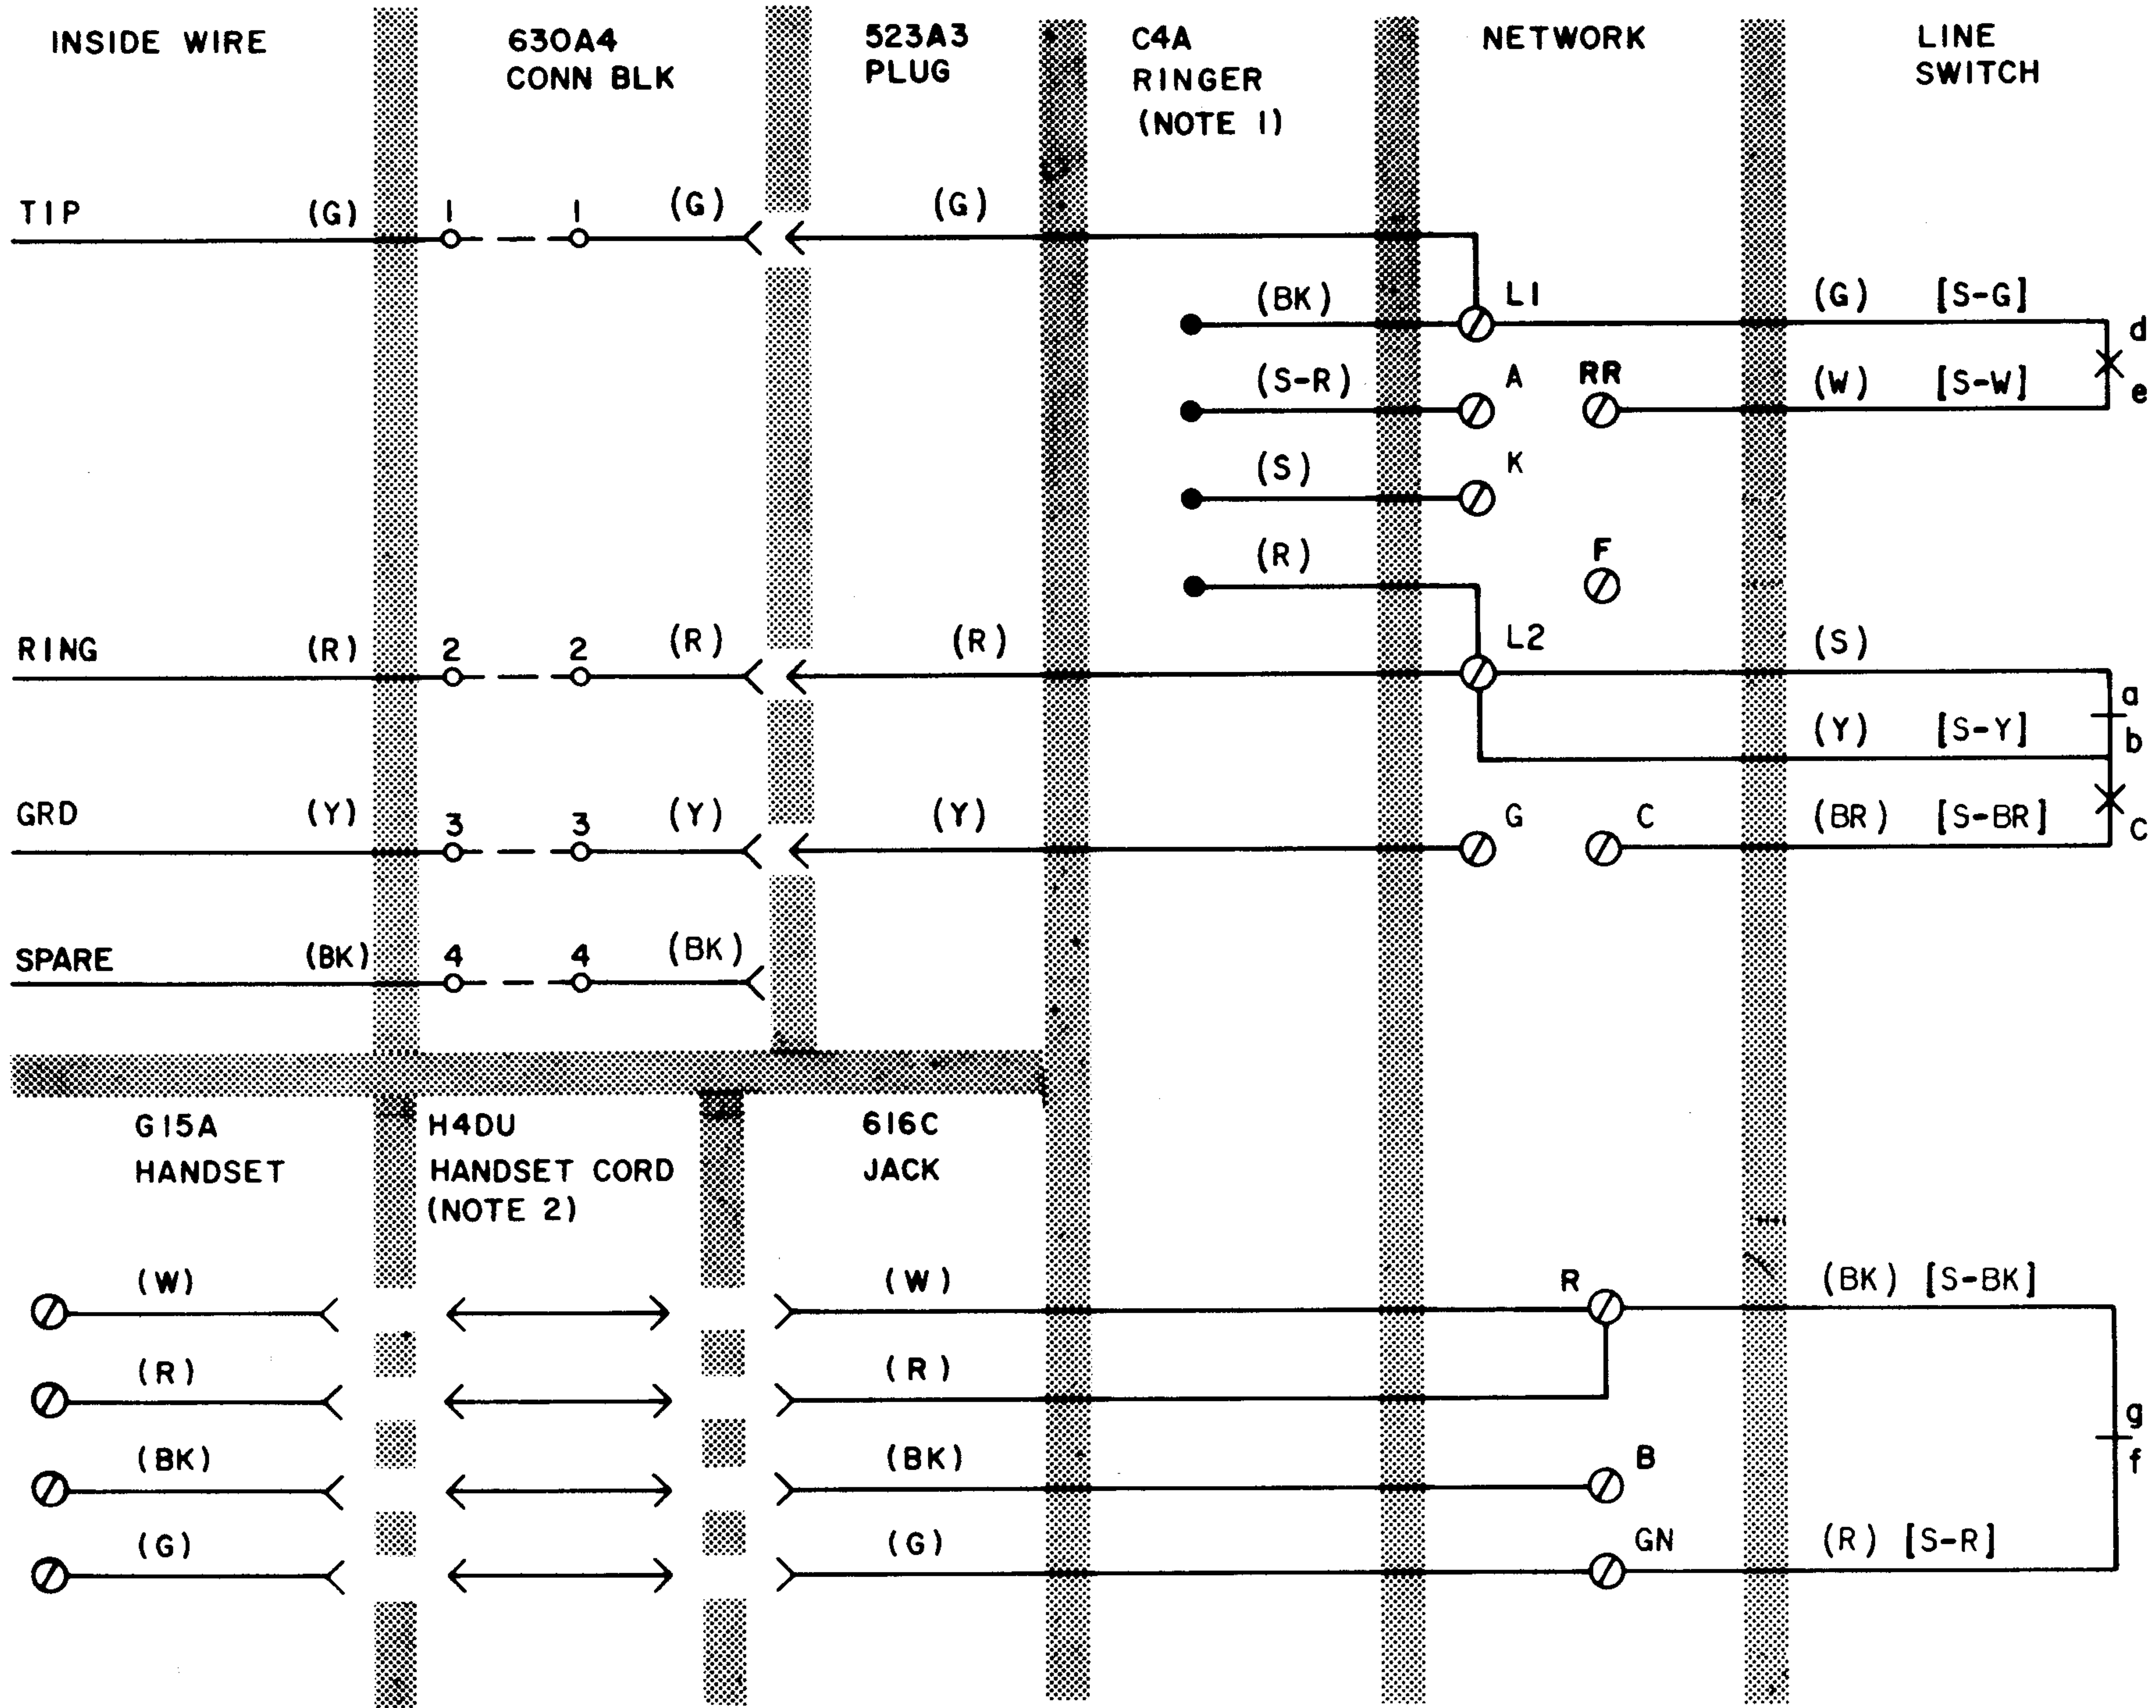 INSIDE WIRE
630A4
CONN BLK
523A3
PLUG
C4A
RINGER
(NOTE 1)
NETWORK
LINE
SWITCH
TIP (G) 1 1 (G) (G)
(BK) L1 (G) [S-G] d
(S-R) A RR (W) [S-W] e
(S) K
(R) F
RING (R) 2 2 (R) (R) L2 (S) a
(Y) [S-Y] b
GRD (Y) 3 3 (Y) (Y) G C (BR) [S-BR] C
SPARE (BK) 4 4 (BK)
G15A
HANDSET
H4DU
HANDSET CORD
(NOTE 2)
616C
JACK
(W) (W) R (BK) [S-BK]
(R) (R) g
(BK) (BK) B f
(G) (G) GN (R) [S-R]